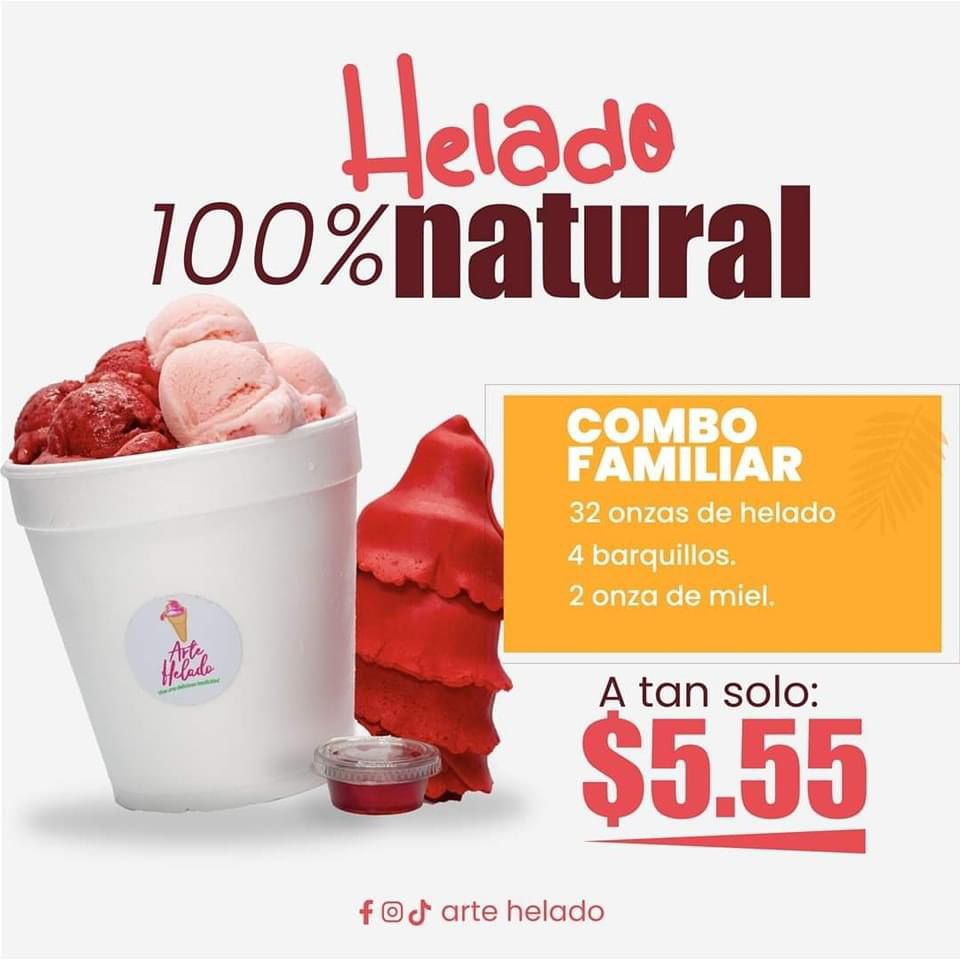 Helado
100% natural
COMBO
FAMILIAR
32 onzas de helado
4 barquillos.
2 onza de miel.
Arte
Helado
A tan solo:
$5.55
arte helado